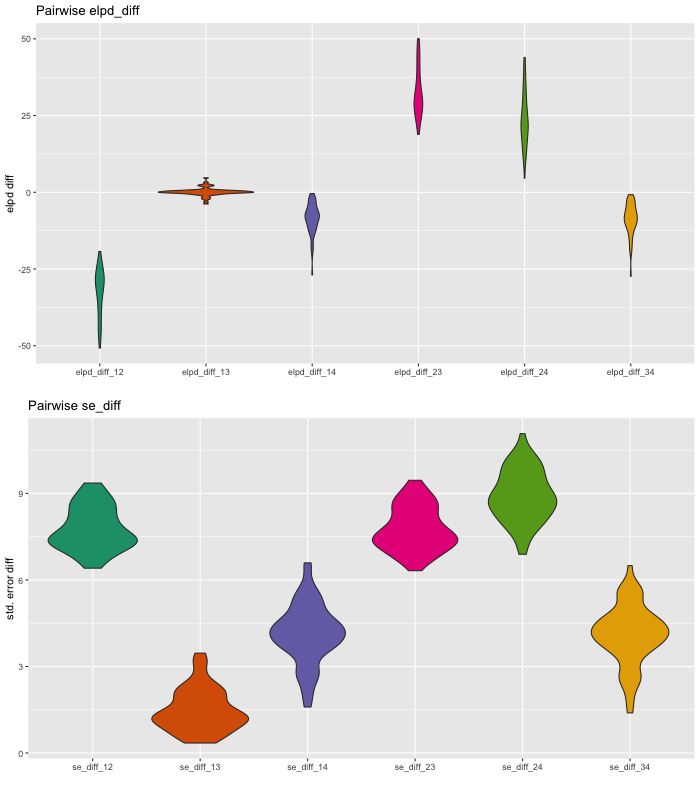 Pairwise elpd_diff
elpd diff
50
25
0
-25
-50
elpd_diff_12 elpd_diff_13 elpd_diff_14 elpd_diff_23 elpd_diff_24 elpd_diff_34
Pairwise se_diff
std. error diff
9
6
3
0
se_diff_12 se_diff_13 se_diff_14 se_diff_23 se_diff_24 se_diff_34